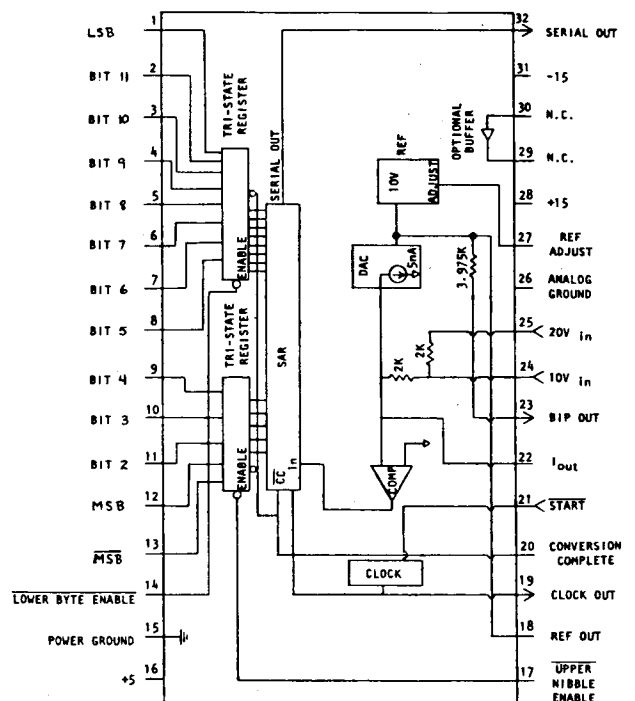 1
LSB
2
BIT 11
3
BIT 10
4
BIT 9
5
BIT 8
6
BIT 7
7
BIT 6
8
BIT 5
9
BIT 4
10
BIT 3
11
BIT 2
12
MSB
13
MSB
14
LOWER BYTE ENABLE
15
POWER GROUND
16
+5
TRI-STATE
REGISTER
ENABLE
TRI-STATE
REGISTER
ENABLE
SERIAL OUT
SAR
CC
in
REF
10V
ADJUST
OPTIONAL
BUFFER
DAC
5nA
3.975K
2K
2K
COMP
CLOCK
32
SERIAL OUT
31
-15
30
N.C.
29
N.C.
28
+15
27
REF
ADJUST
26
ANALOG
GROUND
25
20V in
24
10V in
23
BIP OUT
22
Iout
21
START
20
CONVERSION
COMPLETE
19
CLOCK OUT
18
REF OUT
17
UPPER
NIBBLE
ENABLE